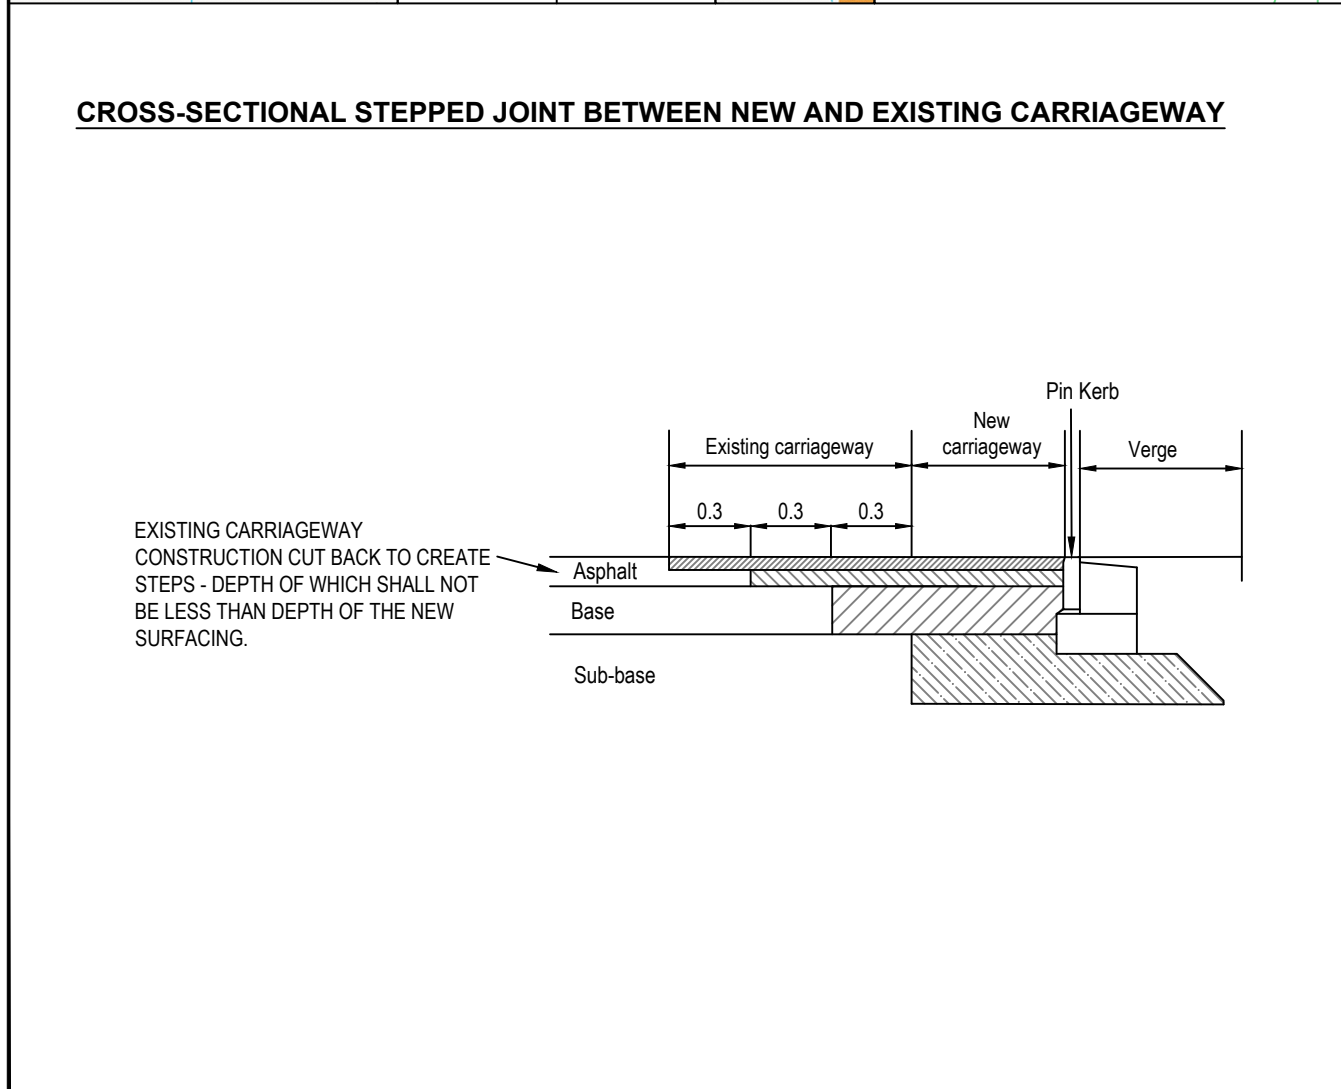 CROSS-SECTIONAL STEPPED JOINT BETWEEN NEW AND EXISTING CARRIAGEWAY
Pin Kerb
New
carriageway
Existing carriageway
Verge
0.3
0.3
0.3
EXISTING CARRIAGEWAY
CONSTRUCTION CUT BACK TO CREATE
STEPS - DEPTH OF WHICH SHALL NOT
BE LESS THAN DEPTH OF THE NEW
SURFACING.
Asphalt
Base
Sub-base